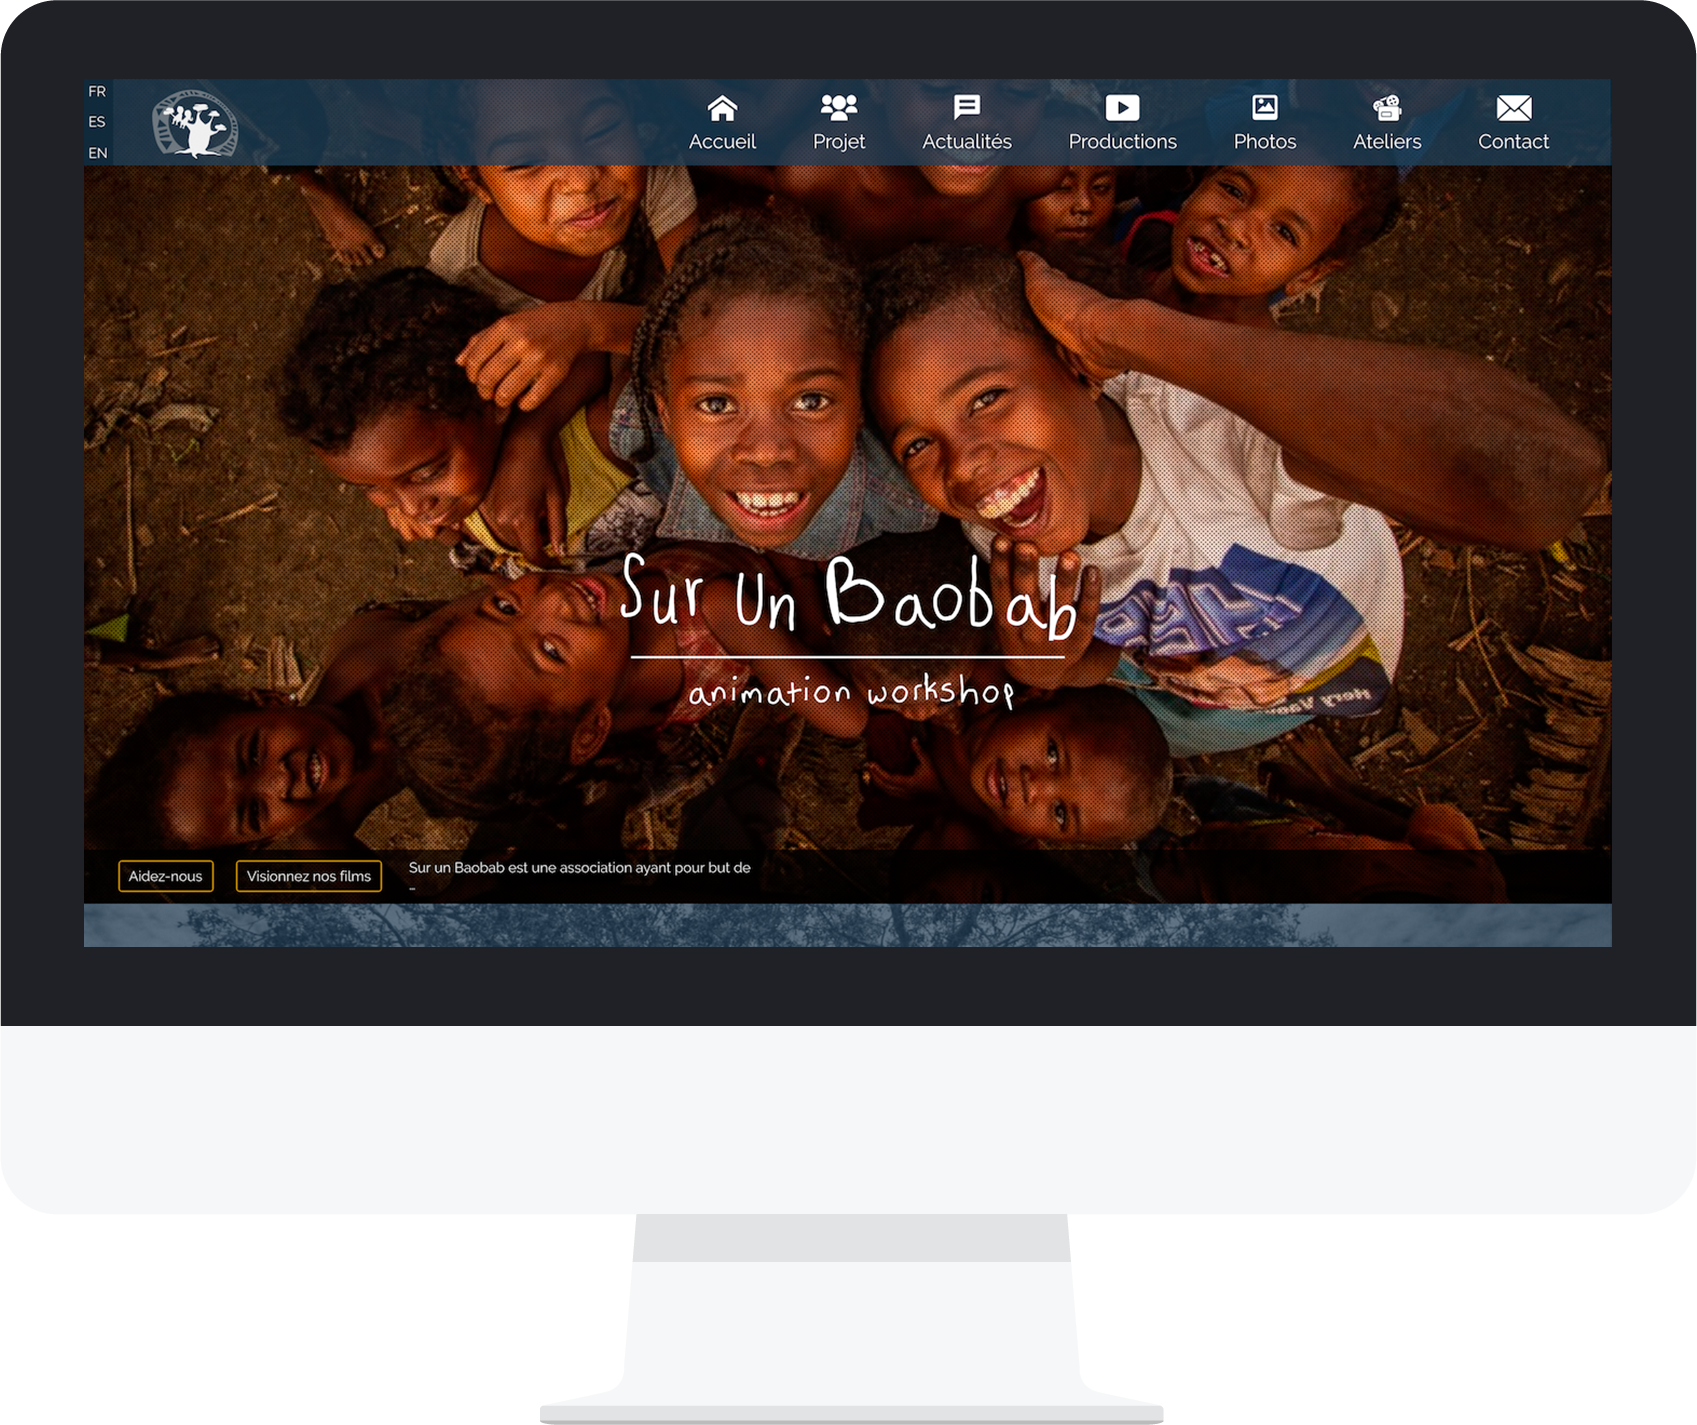 FR
ES
EN
Accueil
Projet
Actualités
Productions
Photos
Ateliers
Contact
Sur Un Baobab
animation workshop
Aidez-nous
Visionnez nos films
Sur un Baobab est une association ayant pour but de
_